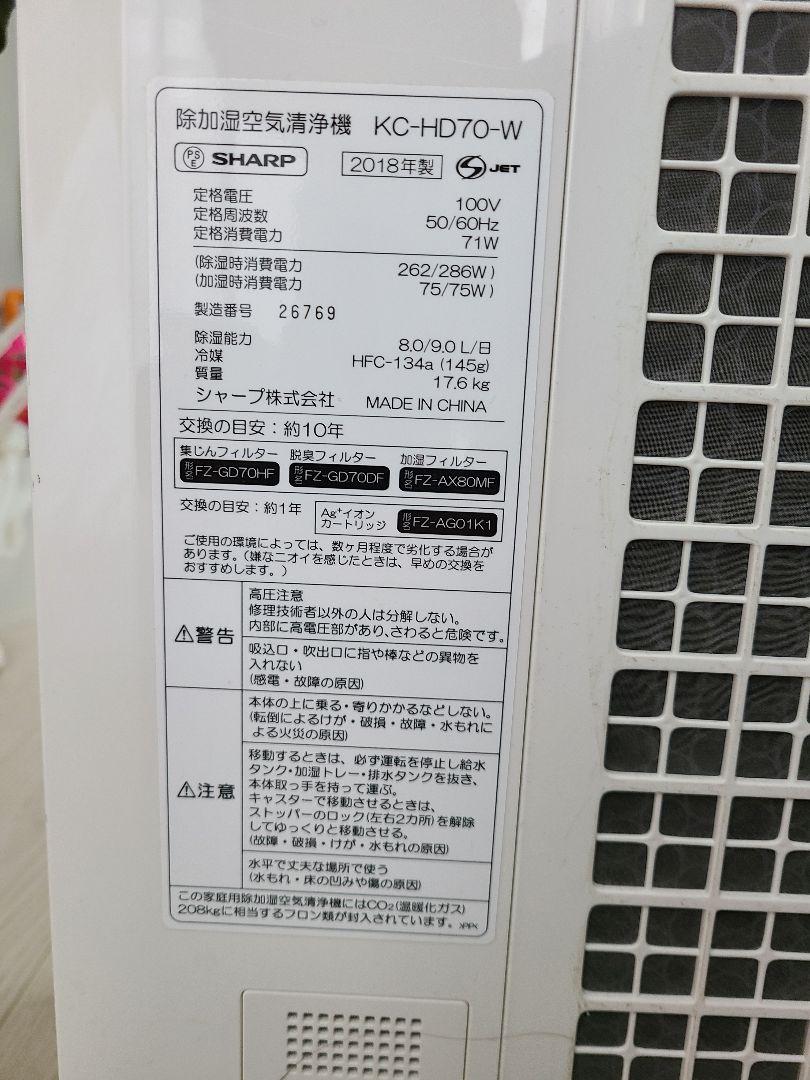 除加湿空気清浄機 KC-HD70-W
PSE SHARP 2018年製 S JET
定格電圧 100V
定格周波数 50/60Hz
定格消費電力 71W
(除湿時消費電力 262/286W)
(加湿時消費電力 75/75W)
製造番号 26769
除湿能力 8.0/9.0 L/日
冷媒 HFC-134a (145g)
質量 17.6 kg
シャープ株式会社 MADE IN CHINA
交換の目安:約10年
集じんフィルター 脱臭フィルター 加湿フィルター
形名 FZ-GD70HF 形名 FZ-GD70DF 形名 FZ-AX80MF
交換の目安:約1年 Ag⁺イオンカートリッジ 形名 FZ-AG01K1
ご使用の環境によっては、数ヶ月程度で劣化する場合が
あります。(嫌なニオイを感じたときは、早めの交換を
おすすめします。)
⚠警告
高圧注意
修理技術者以外の人は分解しない。
内部に高電圧部があり、さわると危険です。
吸込口・吹出口に指や棒などの異物を
入れない
(感電・故障の原因)
⚠注意
本体の上に乗る・寄りかかるなどしない。
(転倒によるけが・破損・故障・水もれに
よる火災の原因)
移動するときは、必ず運転を停止し給水
タンク・加湿トレー・排水タンクを抜き、
本体取っ手を持って運ぶ。
キャスターで移動させるときは、
ストッパーのロック(左右2カ所)を解除
してゆっくりと移動させる。
(故障・破損・けが・水もれの原因)
水平で丈夫な場所で使う
(水もれ・床の凹みや傷の原因)
この家庭用除加湿空気清浄機にはCO₂(温暖化ガス)
208kgに相当するフロン類が封入されています。 >PP<